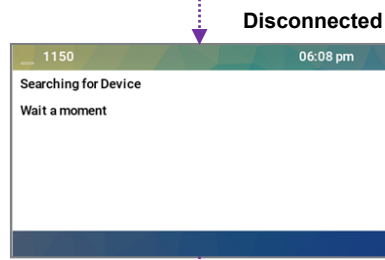 Disconnected
1150 06:08 pm
Searching for Device
Wait a moment